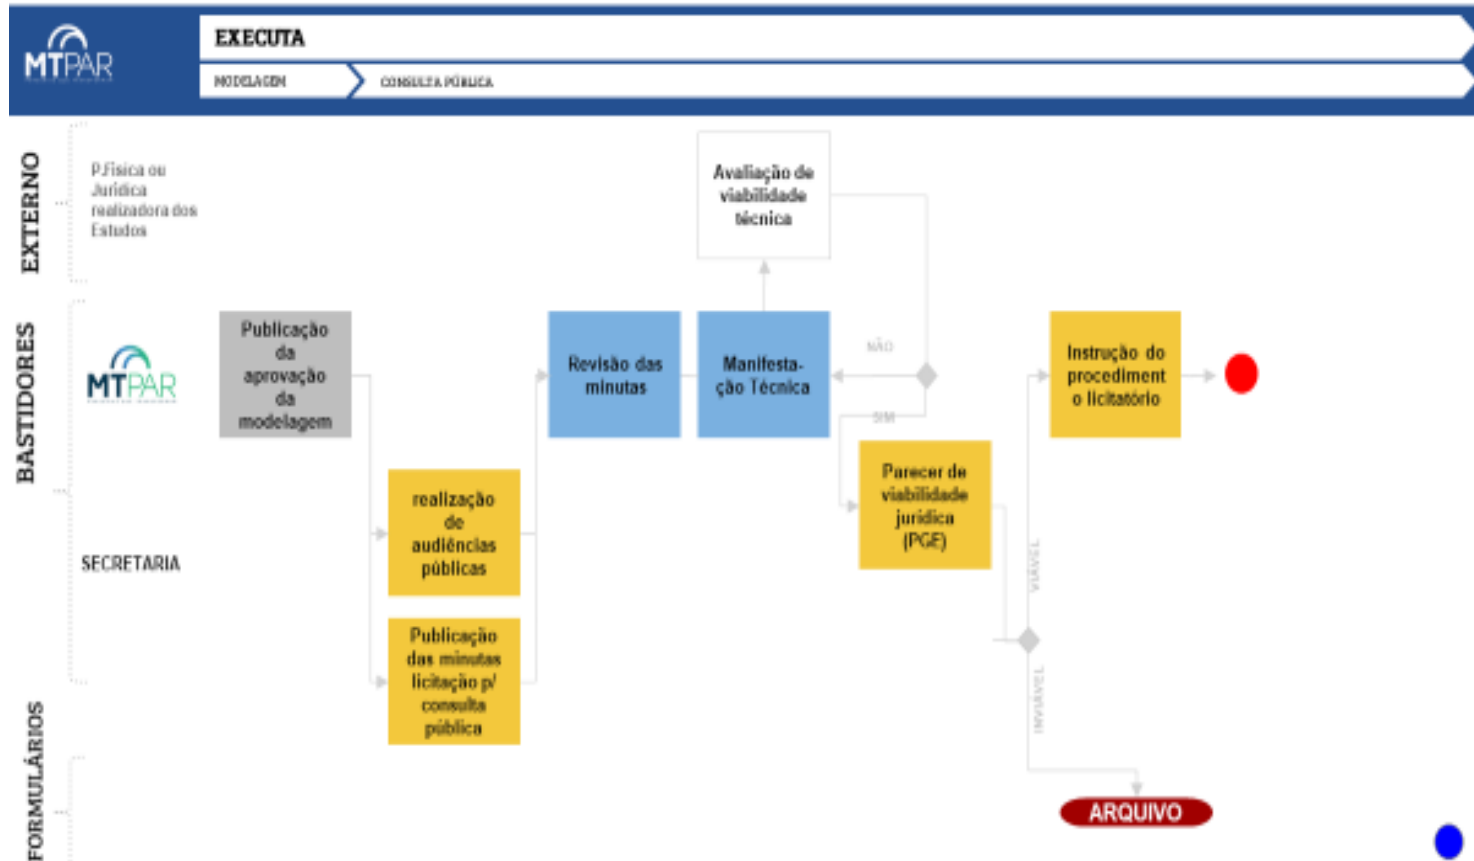 MTPAR
EXECUTA
MODELAGEM
CONSULTA PÚBLICA
EXTERNO
P.Física ou
Jurídica
realizadora dos
Estudos
Avaliação de
viabilidade
técnica
BASTIDORES
MTPAR
Publicação
da
aprovação
da
modelagem
Revisão das
minutas
Manifesta-
ção Técnica
NÃO
SIM
Instrução do
procediment
o licitatório
realização
de
audiências
públicas
Parecer de
viabilidade
jurídica
(PGE)
SECRETARIA
VIÁVEL
Publicação
das minutas
licitação p/
consulta
pública
INVIÁVEL
FORMULÁRIOS
ARQUIVO